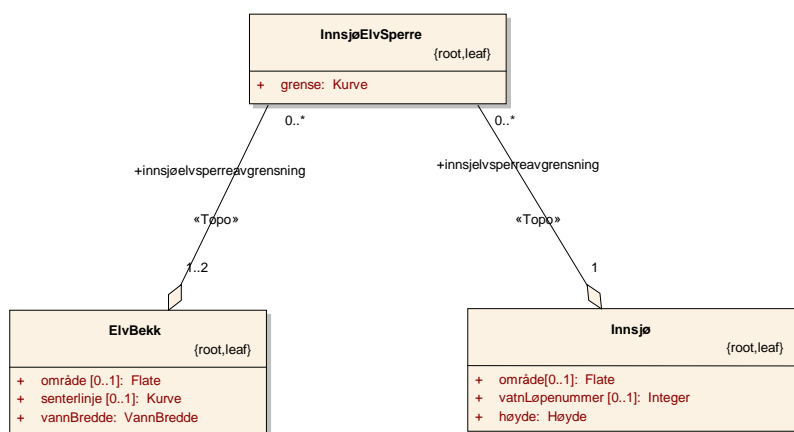 InnsjøElvSperre
{root,leaf}
+ grense: Kurve
0..*
0..*
+innsjøelvsperreavgrensning
+innsjelvsperreavgrensning
«Topo»
«Topo»
1..2
1
ElvBekk
{root,leaf}
+ område [0..1]: Flate
+ senterlinje [0..1]: Kurve
+ vannBredde: VannBredde
Innsjø
{root,leaf}
+ område[0..1]: Flate
+ vatnLøpenummer [0..1]: Integer
+ høyde: Høyde